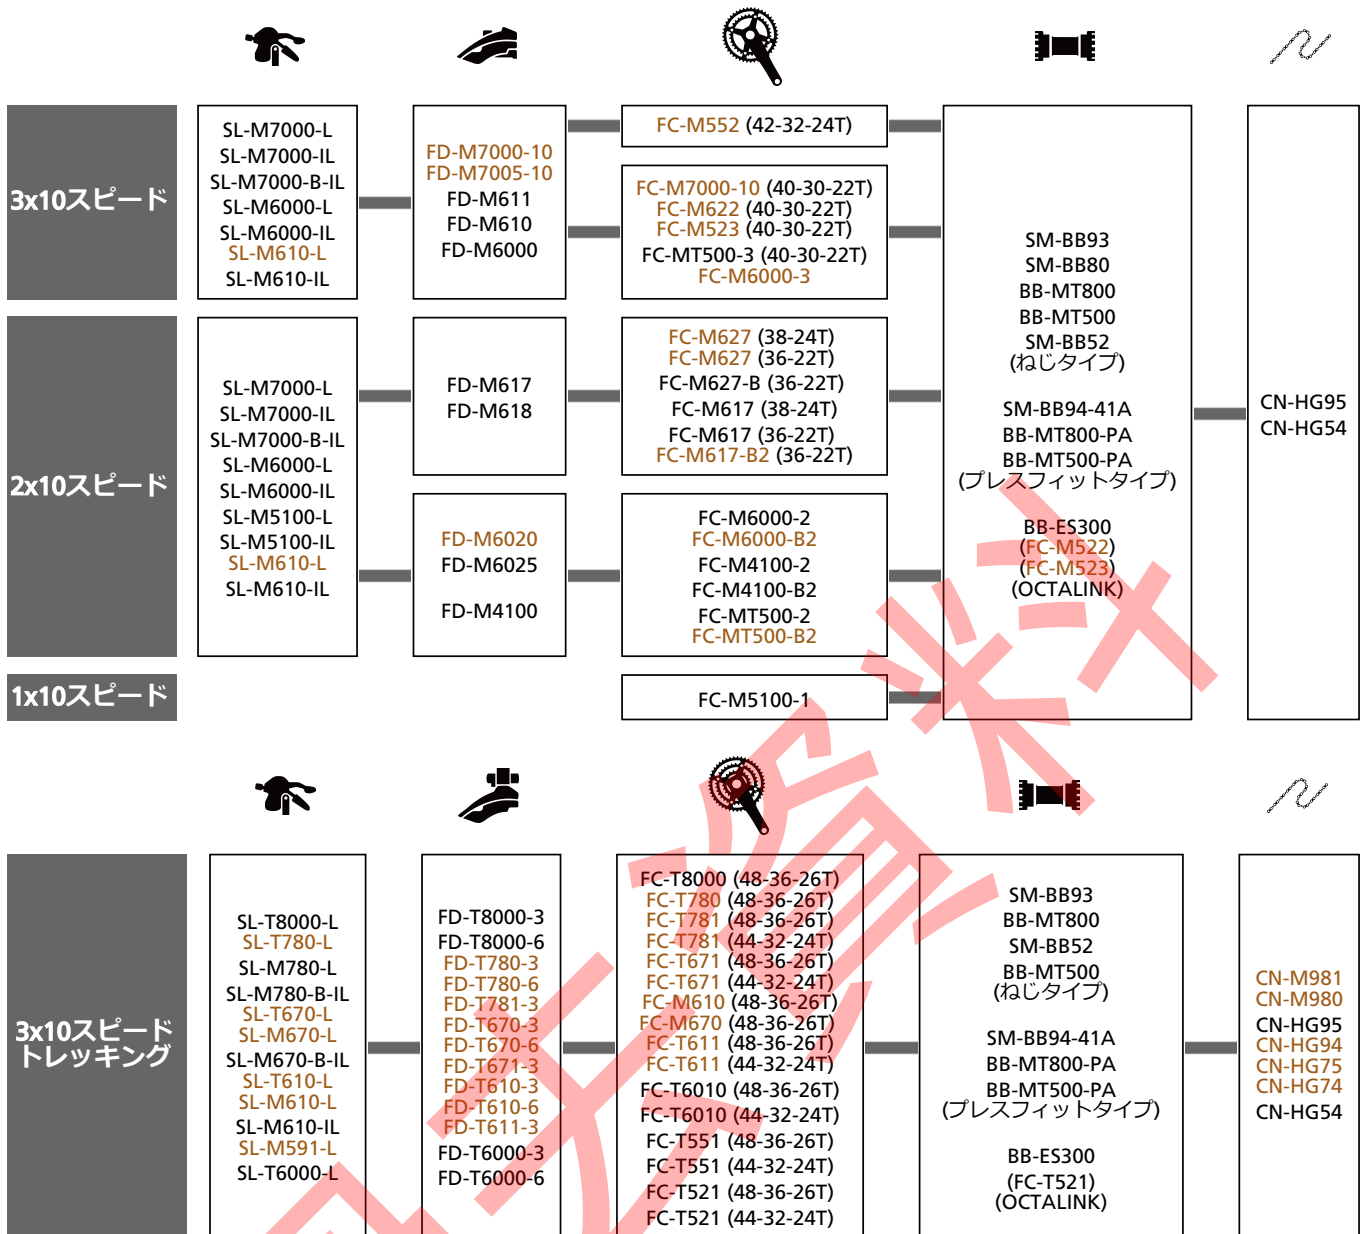 3x10スピード
SL-M7000-L
SL-M7000-IL
SL-M7000-B-IL
SL-M6000-L
SL-M6000-IL
SL-M610-L
SL-M610-IL
FD-M7000-10
FD-M7005-10
FD-M611
FD-M610
FD-M6000
FC-M552 (42-32-24T)
FC-M7000-10 (40-30-22T)
FC-M622 (40-30-22T)
FC-M523 (40-30-22T)
FC-MT500-3 (40-30-22T)
FC-M6000-3
2x10スピード
SL-M7000-L
SL-M7000-IL
SL-M7000-B-IL
SL-M6000-L
SL-M6000-IL
SL-M5100-L
SL-M5100-IL
SL-M610-L
SL-M610-IL
FD-M617
FD-M618
FC-M627 (38-24T)
FC-M627 (36-22T)
FC-M627-B (36-22T)
FC-M617 (38-24T)
FC-M617 (36-22T)
FC-M617-B2 (36-22T)
FD-M6020
FD-M6025
FD-M4100
FC-M6000-2
FC-M6000-B2
FC-M4100-2
FC-M4100-B2
FC-MT500-2
FC-MT500-B2
1x10スピード
FC-M5100-1
SM-BB93
SM-BB80
BB-MT800
BB-MT500
SM-BB52
(ねじタイプ)
SM-BB94-41A
BB-MT800-PA
BB-MT500-PA
(プレスフィットタイプ)
BB-ES300
(FC-M522)
(FC-M523)
(OCTALINK)
CN-HG95
CN-HG54
3x10スピード
トレッキング
SL-T8000-L
SL-T780-L
SL-M780-L
SL-M780-B-IL
SL-T670-L
SL-M670-L
SL-M670-B-IL
SL-T610-L
SL-M610-L
SL-M610-IL
SL-M591-L
SL-T6000-L
FD-T8000-3
FD-T8000-6
FD-T780-3
FD-T780-6
FD-T781-3
FD-T670-3
FD-T670-6
FD-T671-3
FD-T610-3
FD-T610-6
FD-T611-3
FD-T6000-3
FD-T6000-6
FC-T8000 (48-36-26T)
FC-T780 (48-36-26T)
FC-T781 (48-36-26T)
FC-T781 (44-32-24T)
FC-T671 (48-36-26T)
FC-T671 (44-32-24T)
FC-M610 (48-36-26T)
FC-M670 (48-36-26T)
FC-T611 (48-36-26T)
FC-T611 (44-32-24T)
FC-T6010 (48-36-26T)
FC-T6010 (44-32-24T)
FC-T551 (48-36-26T)
FC-T551 (44-32-24T)
FC-T521 (48-36-26T)
FC-T521 (44-32-24T)
SM-BB93
BB-MT800
SM-BB52
BB-MT500
(ねじタイプ)
SM-BB94-41A
BB-MT800-PA
BB-MT500-PA
(プレスフィットタイプ)
BB-ES300
(FC-T521)
(OCTALINK)
CN-M981
CN-M980
CN-HG95
CN-HG94
CN-HG75
CN-HG74
CN-HG54
資料